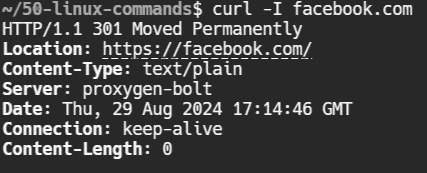 ~/50-linux-commands$ curl -I facebook.com
HTTP/1.1 301 Moved Permanently
Location: https://facebook.com/
Content-Type: text/plain
Server: proxygen-bolt
Date: Thu, 29 Aug 2024 17:14:46 GMT
Connection: keep-alive
Content-Length: 0